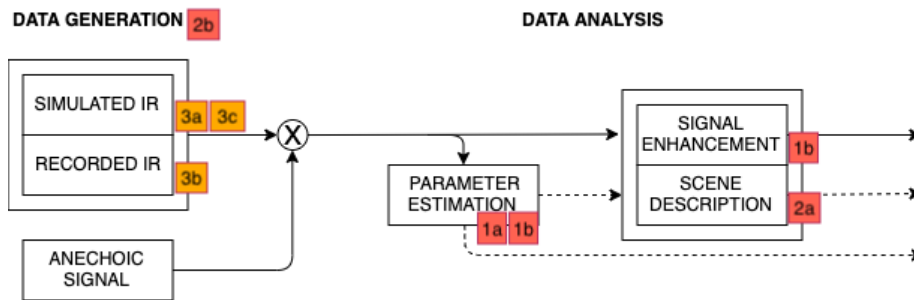 DATA GENERATION 2b
DATA ANALYSIS
SIMULATED IR
3a 3c
RECORDED IR
3b
X
ANECHOIC
SIGNAL
PARAMETER
ESTIMATION
1a 1b
SIGNAL
ENHANCEMENT
1b
SCENE
DESCRIPTION
2a